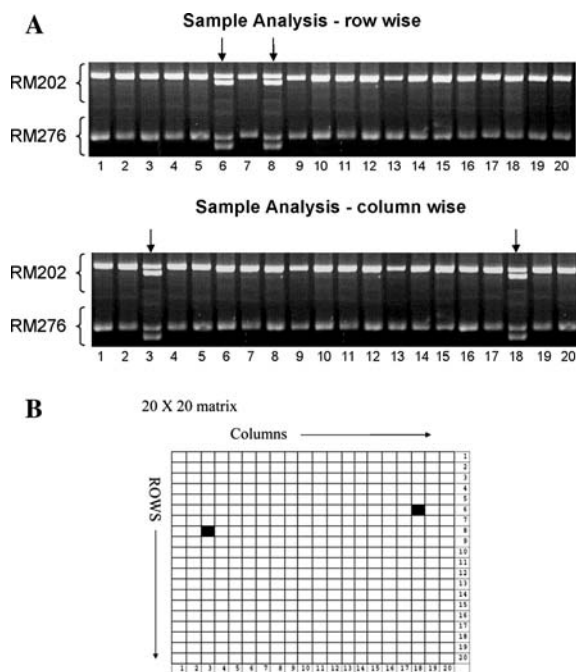 A
Sample Analysis - row wise
RM202
RM276
1 2 3 4 5 6 7 8 9 10 11 12 13 14 15 16 17 18 19 20
Sample Analysis - column wise
RM202
RM276
1 2 3 4 5 6 7 8 9 10 11 12 13 14 15 16 17 18 19 20
B
20 X 20 matrix
Columns
ROWS
1
2
3
4
5
6
7
8
9
10
11
12
13
14
15
16
17
18
19
20
1 2 3 4 5 6 7 8 9 10 11 12 13 14 15 16 17 18 19 20